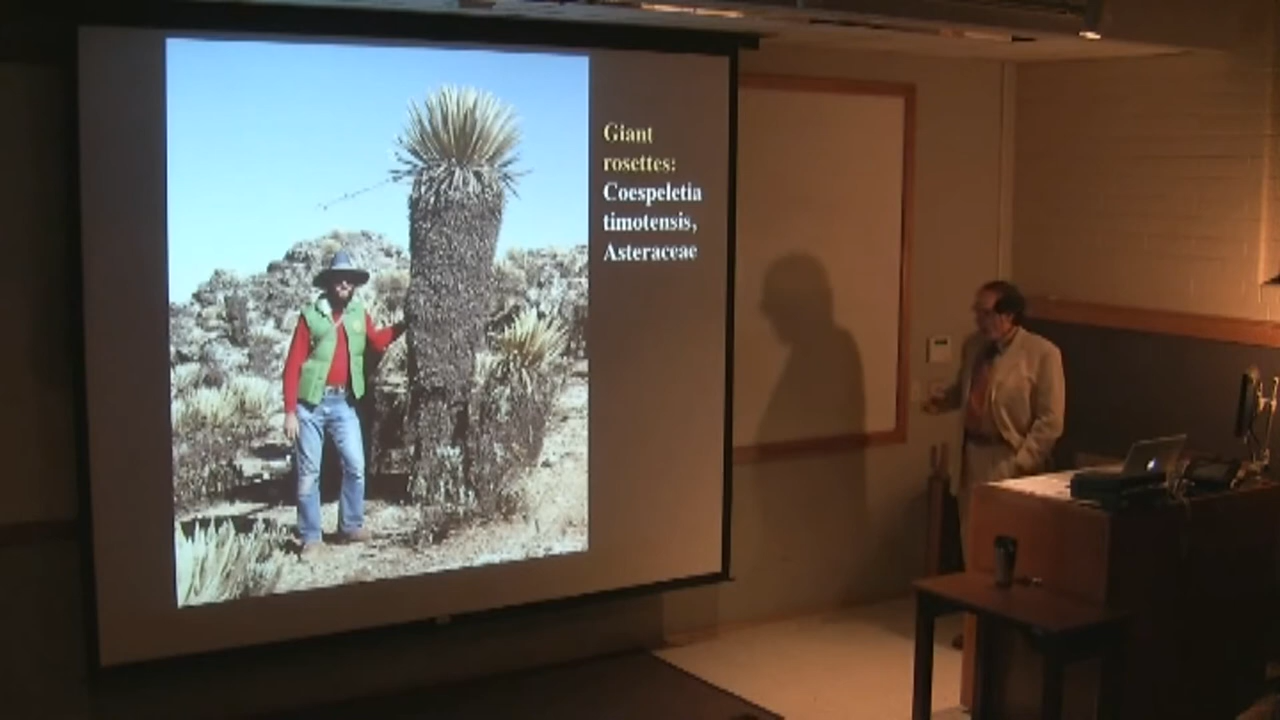 Giant
rosettes:
Coespeletia
timotensis,
Asteraceae